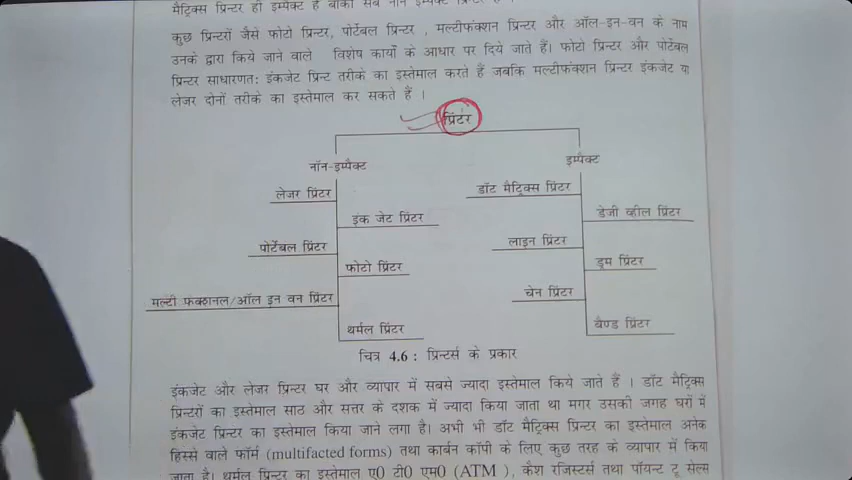 मैट्रिक्स प्रिन्टर ही इम्पैक्ट है बाकी सब नॉन इम्पैक्ट
कुछ प्रिन्टरों जैसे फोटो प्रिन्टर, पोर्टेबल प्रिन्टर , मल्टीफंक्शन प्रिन्टर और ऑल-इन-वन के नाम
उनके द्वारा किये जाने वाले विशेष कार्यों के आधार पर दिये जाते हैं। फोटो प्रिन्टर और पोर्टेबल
प्रिन्टर साधारणत: इंकजेट प्रिन्ट तरीके का इस्तेमाल करते हैं जबकि मल्टीफंक्शन प्रिन्टर इंकजेट या
लेजर दोनों तरीके का इस्तेमाल कर सकते हैं ।
प्रिंटर
नॉन-इम्पैक्ट
इम्पैक्ट
लेजर प्रिंटर
डॉट मैट्रिक्स प्रिंटर
इंक जेट प्रिंटर
डेजी व्हील प्रिंटर
पोर्टेबल प्रिंटर
लाइन प्रिंटर
फोटो प्रिंटर
ड्रम प्रिंटर
मल्टी फंक्शनल/ऑल इन वन प्रिंटर
चेन प्रिंटर
थर्मल प्रिंटर
बैण्ड प्रिंटर
चित्र 4.6 : प्रिन्टर्स के प्रकार
इंकजेट और लेजर प्रिन्टर घर और व्यापार में सबसे ज्यादा इस्तेमाल किये जाते हैं । डॉट मैट्रिक्स
प्रिन्टरों का इस्तेमाल साठ और सत्तर के दशक में ज्यादा किया जाता था मगर उसकी जगह घरों में
इंकजेट प्रिन्टर का इस्तेमाल किया जाने लगा है। अभी भी डॉट मैट्रिक्स प्रिन्टर का इस्तेमाल अनेक
हिस्से वाले फॉर्म (multifacted forms) तथा कार्बन कॉपी के लिए कुछ तरह के व्यापार में किया
जाता है। थर्मल प्रिन्टर का इस्तेमाल ए0 टी0 एम0 (ATM ), कैश रजिस्टर्स तथा पॉयन्ट टू सेल्स